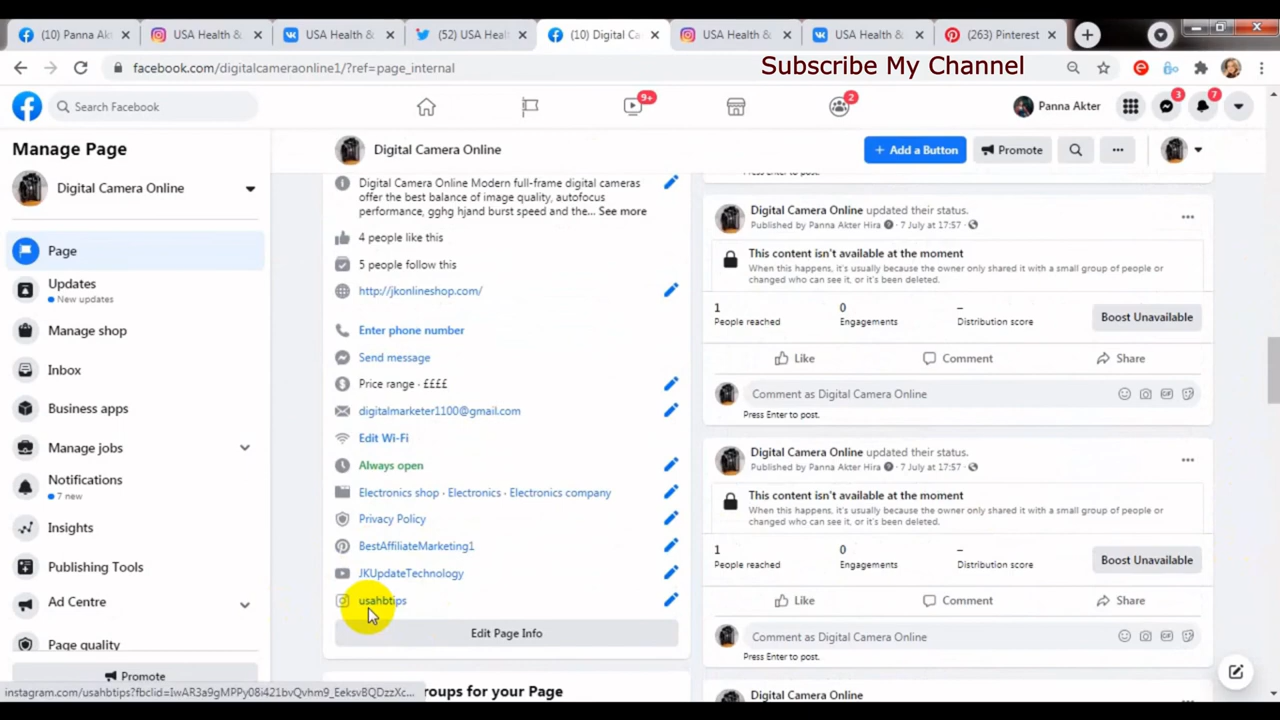 (10) Panna Ak
USA Health &
USA Health &
(52) USA Heal
(10) Digital Ca
USA Health &
USA Health &
(263) Pinterest
facebook.com/digitalcameraonline1/?ref=page_internal
Subscribe My Channel
Search Facebook
9+
2
Panna Akter
3
7
Manage Page
Digital Camera Online
Page
Updates
New updates
Manage shop
Inbox
Business apps
Manage jobs
Notifications
7 new
Insights
Publishing Tools
Ad Centre
Page quality
Promote
instagram.com/usahbtips?fbclid=IwAR3a9gMPPy08i421bvQvhm9_EeksvBQDzzXc...
Digital Camera Online
+ Add a Button
Promote
Digital Camera Online Modern full-frame digital cameras
offer the best balance of image quality, autofocus
performance, gghg hjand burst speed and the... See more
4 people like this
5 people follow this
http://jkonlineshop.com/
Enter phone number
Send message
Price range · ££££
digitalmarketer1100@gmail.com
Edit Wi-Fi
Always open
Electronics shop · Electronics · Electronics company
Privacy Policy
BestAffiliateMarketing1
JKUpdateTechnology
usahbtips
Edit Page Info
roups for your Page
Press Enter to post.
Digital Camera Online updated their status.
Published by Panna Akter Hira · 7 July at 17:57 ·
This content isn't available at the moment
When this happens, it's usually because the owner only shared it with a small group of people or
changed who can see it, or it's been deleted.
1
People reached
0
Engagements
–
Distribution score
Boost Unavailable
Like
Comment
Share
Comment as Digital Camera Online
Press Enter to post.
Digital Camera Online updated their status.
Published by Panna Akter Hira · 7 July at 17:57 ·
This content isn't available at the moment
When this happens, it's usually because the owner only shared it with a small group of people or
changed who can see it, or it's been deleted.
1
People reached
0
Engagements
–
Distribution score
Boost Unavailable
Like
Comment
Share
Comment as Digital Camera Online
Press Enter to post.
Digital Camera Online